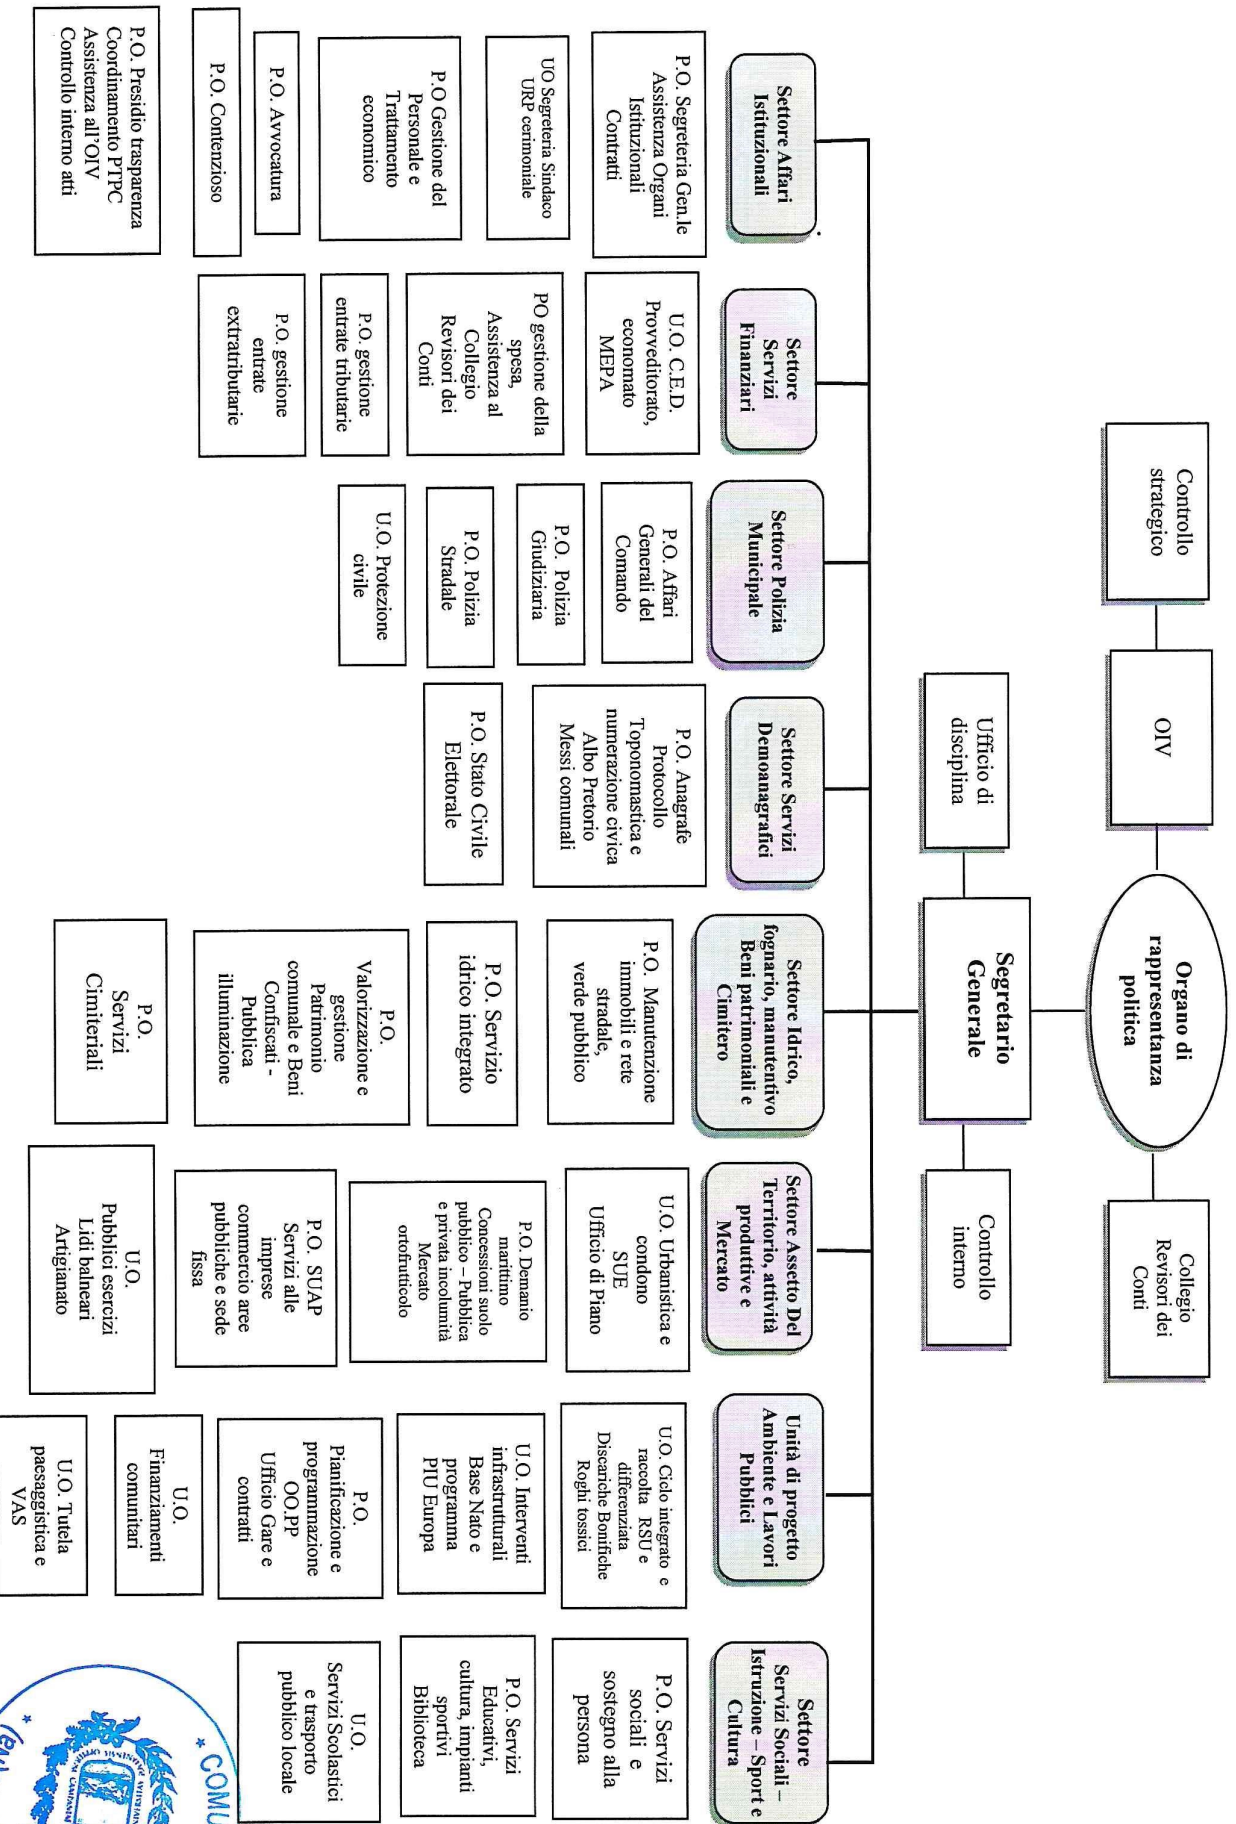 Controllo
strategico
OIV
Organo di
rappresentanza
politica
Collegio
Revisori dei
Conti
Ufficio di
disciplina
Segretario
Generale
Controllo
interno
Settore Affari
Istituzionali
P.O. Segreteria Gen.le
Assistenza Organi
Istituzionali
Contratti
UO Segreteria Sindaco
URP cerimoniale
P.O Gestione del
Personale e
Trattamento
economico
P.O. Avvocatura
P.O. Contenzioso
P.O. Presidio trasparenza
Coordinamento PTPC
Assistenza all'OIV
Controllo interno atti
Settore
Servizi
Finanziari
U.O. C.E.D.
Provveditorato,
economato
MEPA
PO gestione della
spesa,
Assistenza al
Collegio
Revisori dei
Conti
P.O. gestione
entrate tributarie
P.O. gestione
entrate
extratributarie
Settore Polizia
Municipale
P.O. Affari
Generali del
Comando
P.O. Polizia
Giudiziaria
P.O. Polizia
Stradale
U.O. Protezione
civile
Settore Servizi
Demoanagrafici
P.O. Anagrafe
Protocollo
Toponomastica e
numerazione civica
Albo Pretorio
Messi comunali
P.O. Stato Civile
Elettorale
Settore Idrico,
fognario, manutentivo
Beni patrimoniali e
Cimitero
P.O. Manutenzione
immobili e rete
stradale,
verde pubblico
P.O. Servizio
idrico integrato
P.O.
Valorizzazione e
gestione
Patrimonio
comunale e Beni
Confiscati -
Pubblica
illuminazione
P.O.
Servizi
Cimiteriali
Settore Assetto Del
Territorio, attività
produttive e
Mercato
U.O. Urbanistica e
condono
SUE
Ufficio di Piano
P.O. Demanio
marittimo
Concessioni suolo
pubblico – Pubblica
e privata incolumità
Mercato
ortofrutticolo
P.O. SUAP
Servizi alle
imprese
commercio aree
pubbliche e sede
fissa
U.O.
Pubblici esercizi
Lidi balneari
Artigianato
Unità di progetto
Ambiente e Lavori
Pubblici
U.O. Ciclo integrato e
raccolta RSU e
differenziata
Discariche Bonifiche
Roghi tossici
U.O. Interventi
infrastrutturali
Base Nato e
programma
PIU Europa
P.O.
Pianificazione e
programmazione
OO.PP
Ufficio Gare e
contratti
U.O.
Finanziamenti
comunitari
U.O. Tutela
paesaggistica e
VAS
Settore
Servizi Sociali –
Istruzione – Sport e
Cultura
P.O. Servizi
sociali e
sostegno alla
persona
P.O. Servizi
Educativi,
cultura, impianti
sportivi
Biblioteca
U.O.
Servizi Scolastici
e trasporto
pubblico locale
* COMU